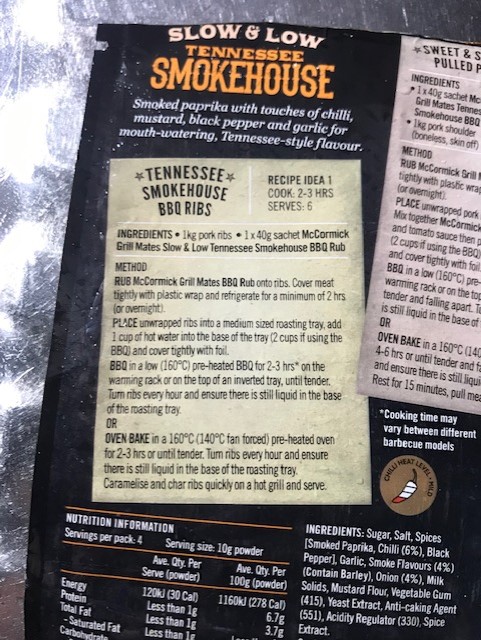 SLOW & LOW
TENNESSEE
SMOKEHOUSE
Smoked paprika with touches of chilli,
mustard, black pepper and garlic for
mouth-watering, Tennessee-style flavour.
TENNESSEE
SMOKEHOUSE
BBQ RIBS
RECIPE IDEA 1
COOK: 2-3 HRS
SERVES: 6
INGREDIENTS • 1kg pork ribs • 1 x 40g sachet McCormick
Grill Mates Slow & Low Tennessee Smokehouse BBQ Rub
METHOD
RUB McCormick Grill Mates BBQ Rub onto ribs. Cover meat
tightly with plastic wrap and refrigerate for a minimum of 2 hrs
(or overnight).
PLACE unwrapped ribs into a medium sized roasting tray, add
1 cup of hot water into the base of the tray (2 cups if using the
BBQ) and cover tightly with foil.
BBQ in a low (160°C) pre-heated BBQ for 2-3 hrs* on the
warming rack or on the top of an inverted tray, until tender.
Turn ribs every hour and ensure there is still liquid in the base
of the roasting tray.
OR
OVEN BAKE in a 160°C (140°C fan forced) pre-heated oven
for 2-3 hrs or until tender. Turn ribs every hour and ensure
there is still liquid in the base of the roasting tray.
Caramelise and char ribs quickly on a hot grill and serve.
SWEET & S
PULLED P
INGREDIENTS
• 1 x 40g sachet Mc
Grill Mates Tennes
Smokehouse BBQ
• 1kg pork shoulder
(boneless, skin off)
METHOD
RUB McCormick Grill
tightly with plastic wrap
(or overnight).
PLACE unwrapped pork
Mix together McCormick
and tomato sauce then p
(2 cups if using the BBQ)
and cover tightly with foil.
BBQ in a low (160°C) pre-
warming rack or on the top
tender and falling apart. Tu
is still liquid in the base of
OR
OVEN BAKE in a 160°C (140
4-6 hrs or until tender and fa
and ensure there is still liqui
Rest for 15 minutes, pull mea
*Cooking time may
vary between different
barbecue models
CHILLI HEAT LEVEL: MILD
NUTRITION INFORMATION
Servings per pack: 4 Serving size: 10g powder
Ave. Qty. Per
Serve (powder)
Ave. Qty. Per
100g (powder)
Energy 120kJ (30 Cal) 1160kJ (278 Cal)
Protein Less than 1g 6.7g
Total Fat Less than 1g 3.7g
- Saturated Fat Less than 1g
Carbohydrate
INGREDIENTS: Sugar, Salt, Spices
[Smoked Paprika, Chilli (6%), Black
Pepper], Garlic, Smoke Flavours (4%)
(Contain Barley), Onion (4%), Milk
Solids, Mustard Flour, Vegetable Gum
(415), Yeast Extract, Anti-caking Agent
(551), Acidity Regulator (330), Spice
Extract.